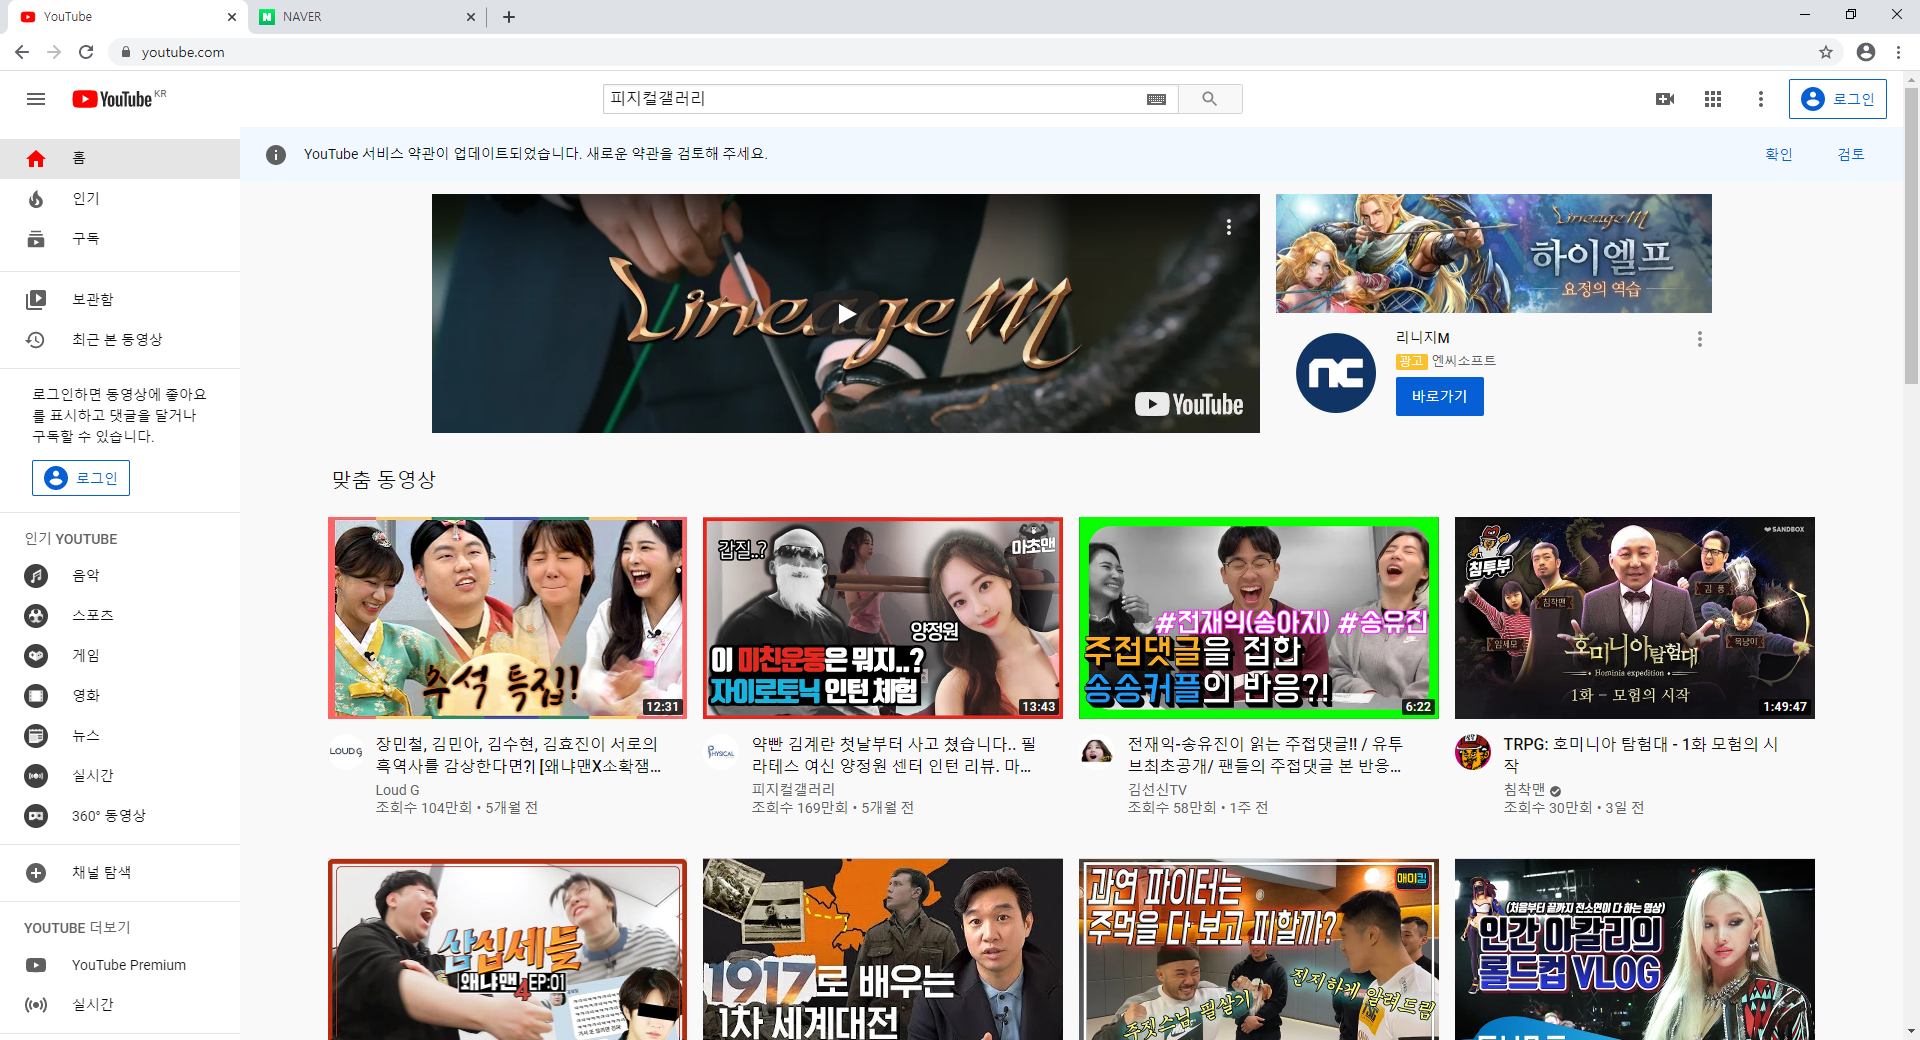 YouTube
NAVER
youtube.com
YouTube KR
피지컬갤러리
로그인
홈
인기
구독
보관함
최근 본 동영상
로그인하면 동영상에 좋아요
를 표시하고 댓글을 달거나
구독할 수 있습니다.
로그인
인기 YOUTUBE
음악
스포츠
게임
영화
뉴스
실시간
360° 동영상
채널 탐색
YOUTUBE 더보기
YouTube Premium
실시간
YouTube 서비스 약관이 업데이트되었습니다. 새로운 약관을 검토해 주세요.
확인
검토
Lineage M
YouTube
Lineage M
하이엘프
요정의 역습
nc
리니지M
광고 엔씨소프트
바로가기
맞춤 동영상
추석 특집!
12:31
LOUD G
장민철, 김민아, 김수현, 김효진이 서로의
흑역사를 감상한다면?| [왜냐맨X소확잼...
Loud G
조회수 104만회 • 5개월 전
갑질..?
마초맨
양정원
이 미친운동은 뭐지..?
자이로토닉 인턴 체험
13:43
PHYSICAL
약빤 김계란 첫날부터 사고 쳤습니다.. 필
라테스 여신 양정원 센터 인턴 리뷰. 마...
피지컬갤러리
조회수 169만회 • 5개월 전
#전재익(송아지) #송유진
주접댓글을 접한
송송커플의 반응?!
6:22
전재익-송유진이 읽는 주접댓글!! / 유투
브최초공개/ 팬들의 주접댓글 본 반응...
김선신TV
조회수 58만회 • 1주 전
침투부
SANDBOX
침착맨
김풍
임세모
옥냥이
호미니아 탐험대
Hominia expedition
1화 – 모험의 시작
1:49:47
TRPG: 호미니아 탐험대 - 1화 모험의 시
작
침착맨
조회수 30만회 • 3일 전
삼십세들
왜냐맨4 EP:01
1917로 배우는
1차 세계대전
과연 파이터는
주먹을 다 보고 피할까?
애미킴
진지하게 알려드림
주짓스님 필살기
(처음부터 끝까지 전소연이 다 하는 영상)
인간 아칼리의
롤드컵 VLOG